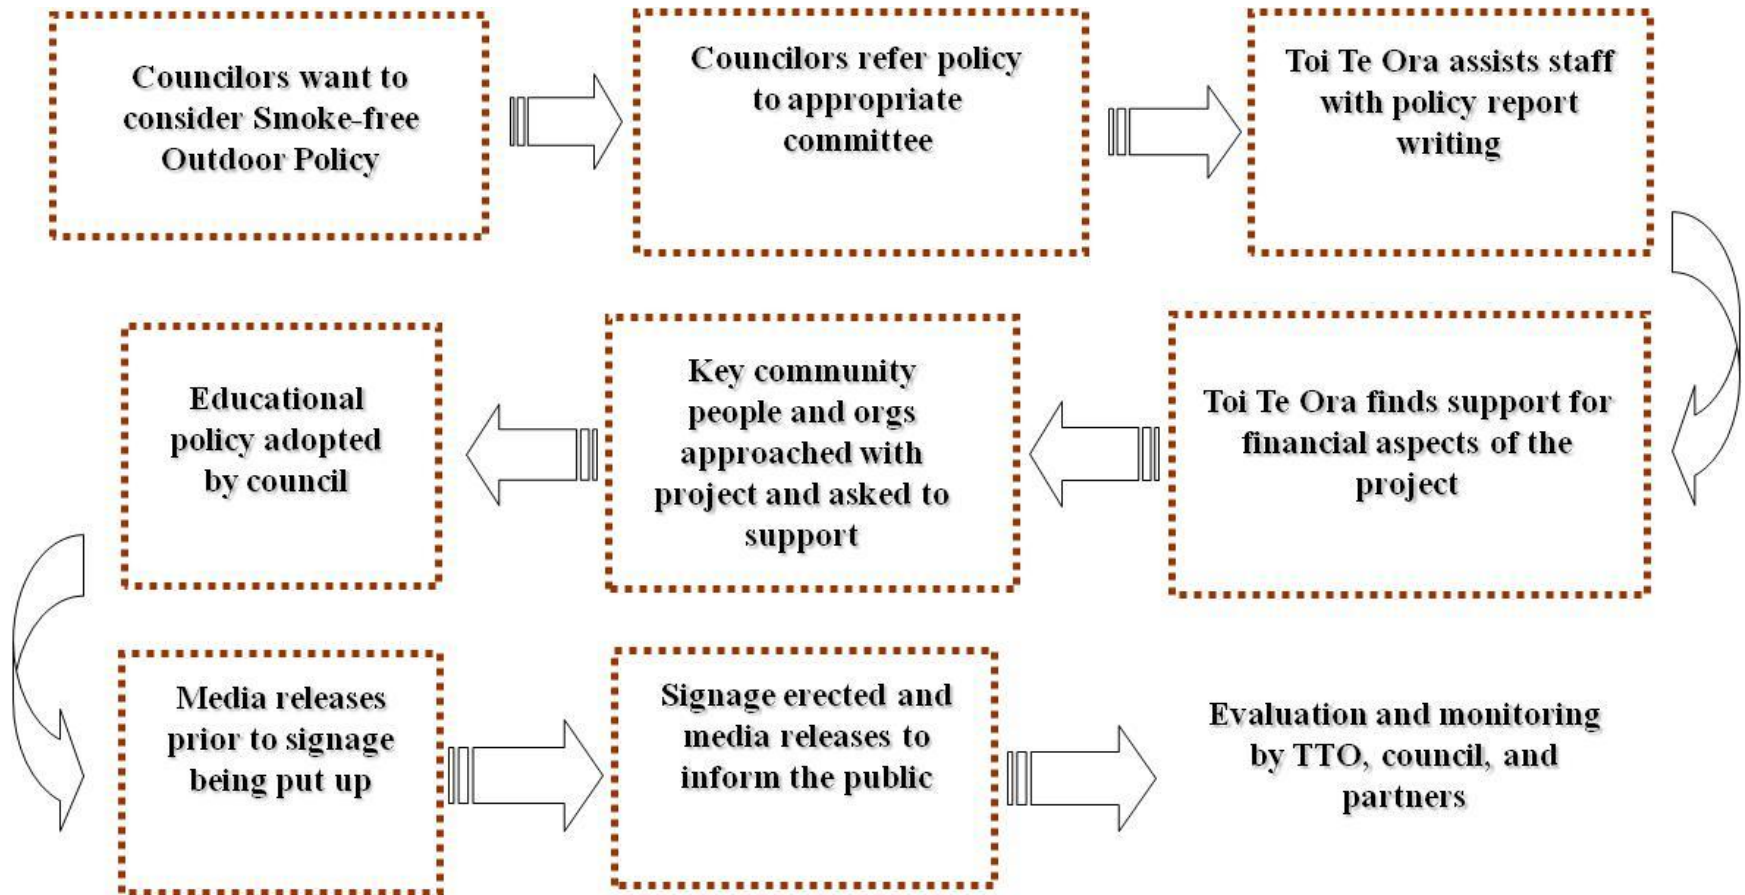 Councilors want to
consider Smoke-free
Outdoor Policy
Councilors refer policy
to appropriate
committee
Toi Te Ora assists staff
with policy report
writing
Toi Te Ora finds support for
financial aspects of the
project
Key community
people and orgs
approached with
project and asked to
support
Educational
policy adopted
by council
Media releases
prior to signage
being put up
Signage erected and
media releases to
inform the public
Evaluation and monitoring
by TTO, council, and
partners